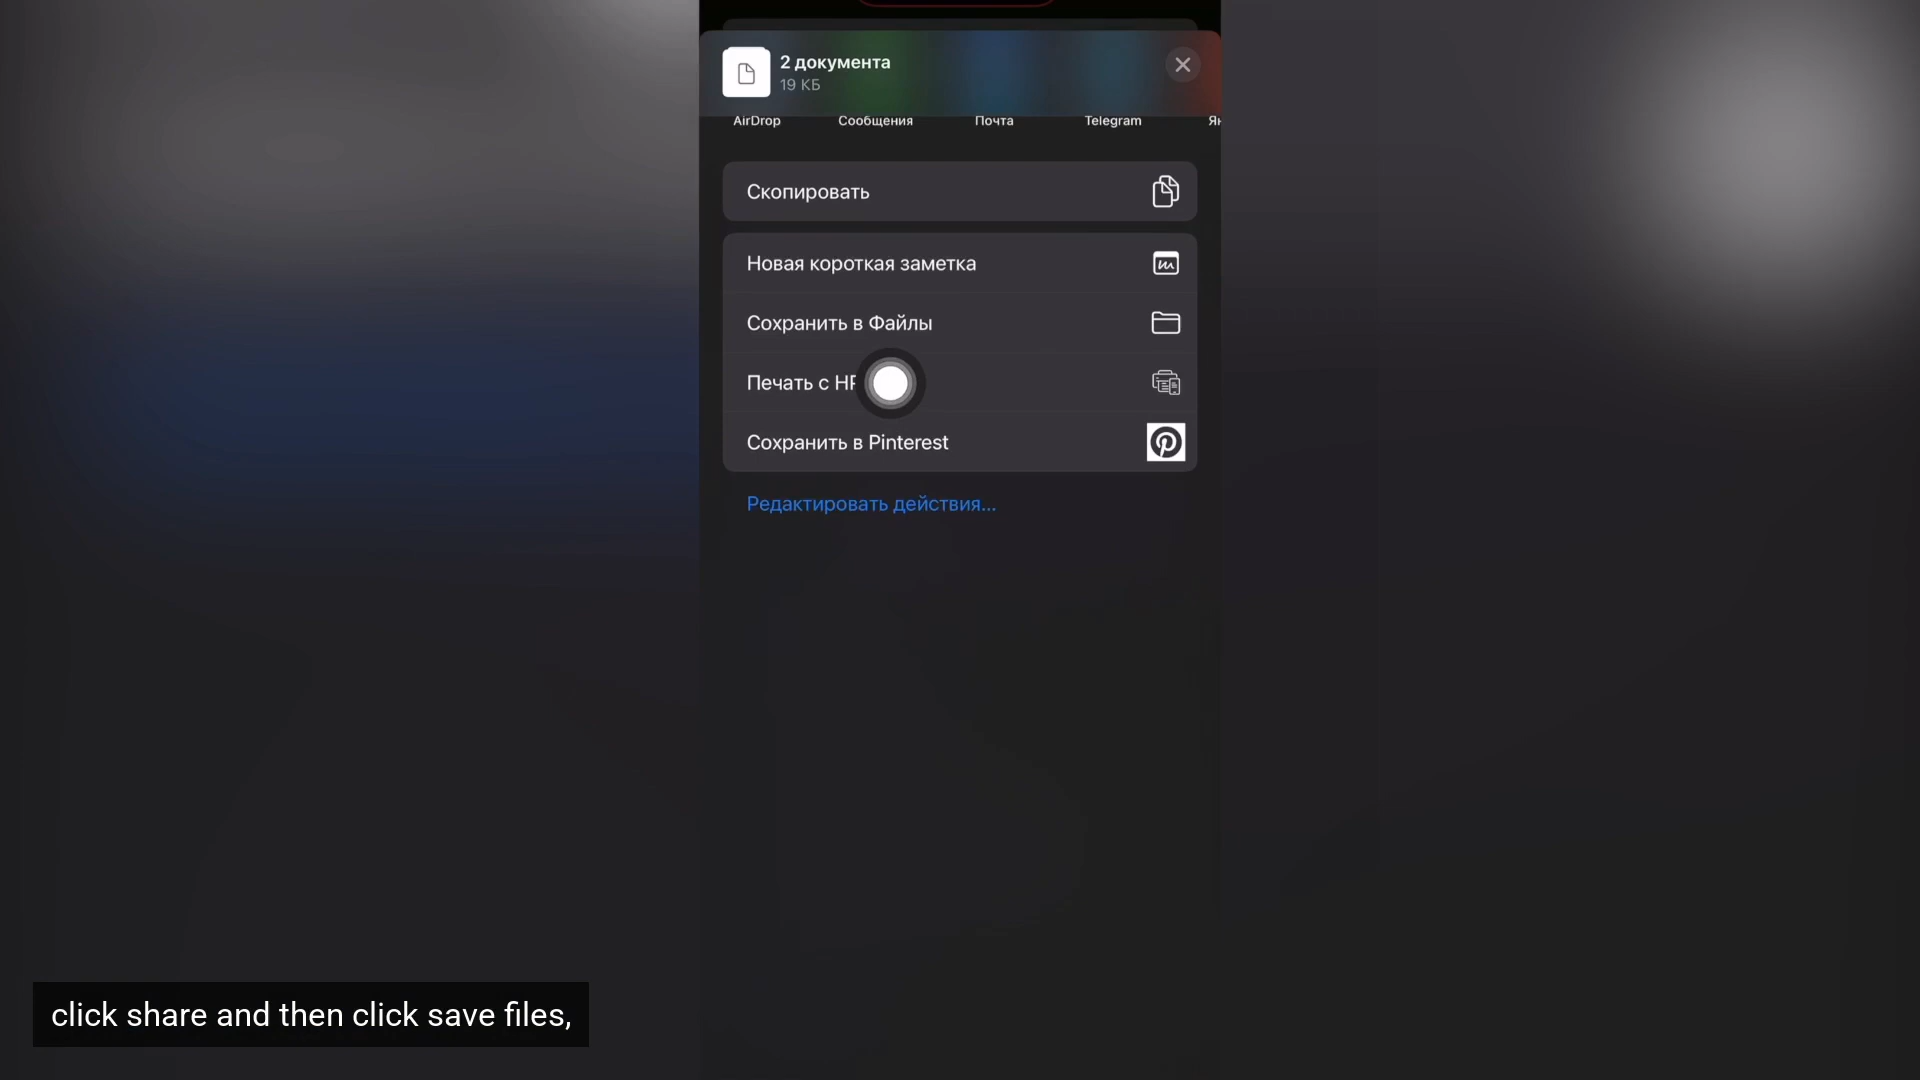 2 документа
19 КБ
AirDrop Сообщения Почта Telegram
Скопировать
Новая короткая заметка
Сохранить в Файлы
Печать с
Сохранить в Pinterest
Редактировать действия...
click share and then click save files,